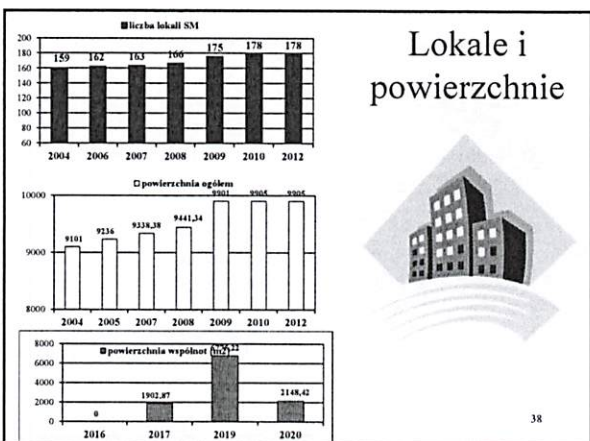 liczba lokali SM
200
180
160
140
120
100
80
60
159 162 163 166 175 178 178
2004 2006 2007 2008 2009 2010 2012
Lokale i
powierzchnie
powierzchnia ogółem
10000
9000
8000
9101 9236 9338,38 9441,34 9901 9905 9905
2004 2005 2007 2008 2009 2010 2012
powierzchnia wspólnot (m2)
8000
6000
4000
2000
0
0 1902,87 2148,42
2016 2017 2019 2020
38